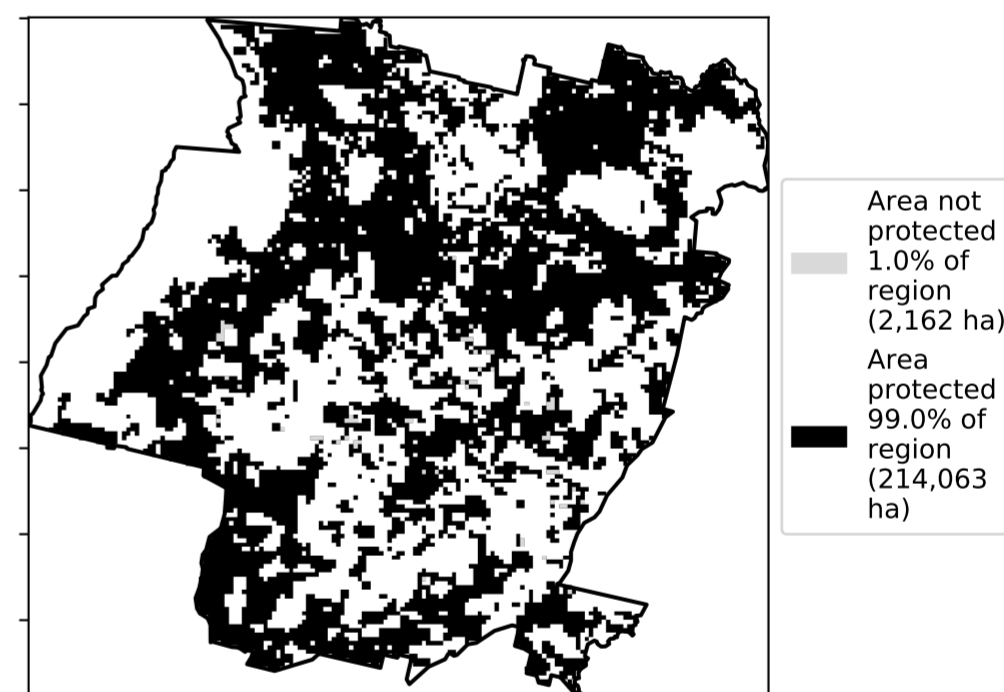 Area not
protected
1.0% of
region
(2,162 ha)
Area
protected
99.0% of
region
(214,063
ha)